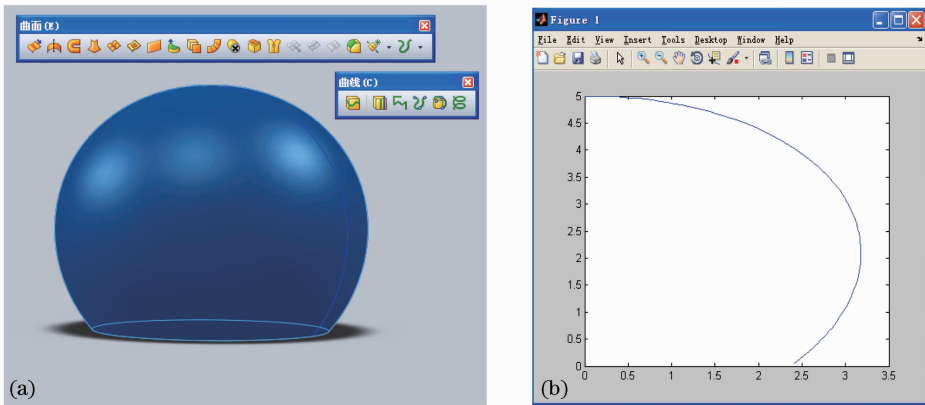 曲面(E)
曲线(C)
(a)
Figure 1
File Edit View Insert Tools Desktop Window Help
5
4.5
4
3.5
3
2.5
2
1.5
1
0.5
0
0 0.5 1 1.5 2 2.5 3 3.5
(b)